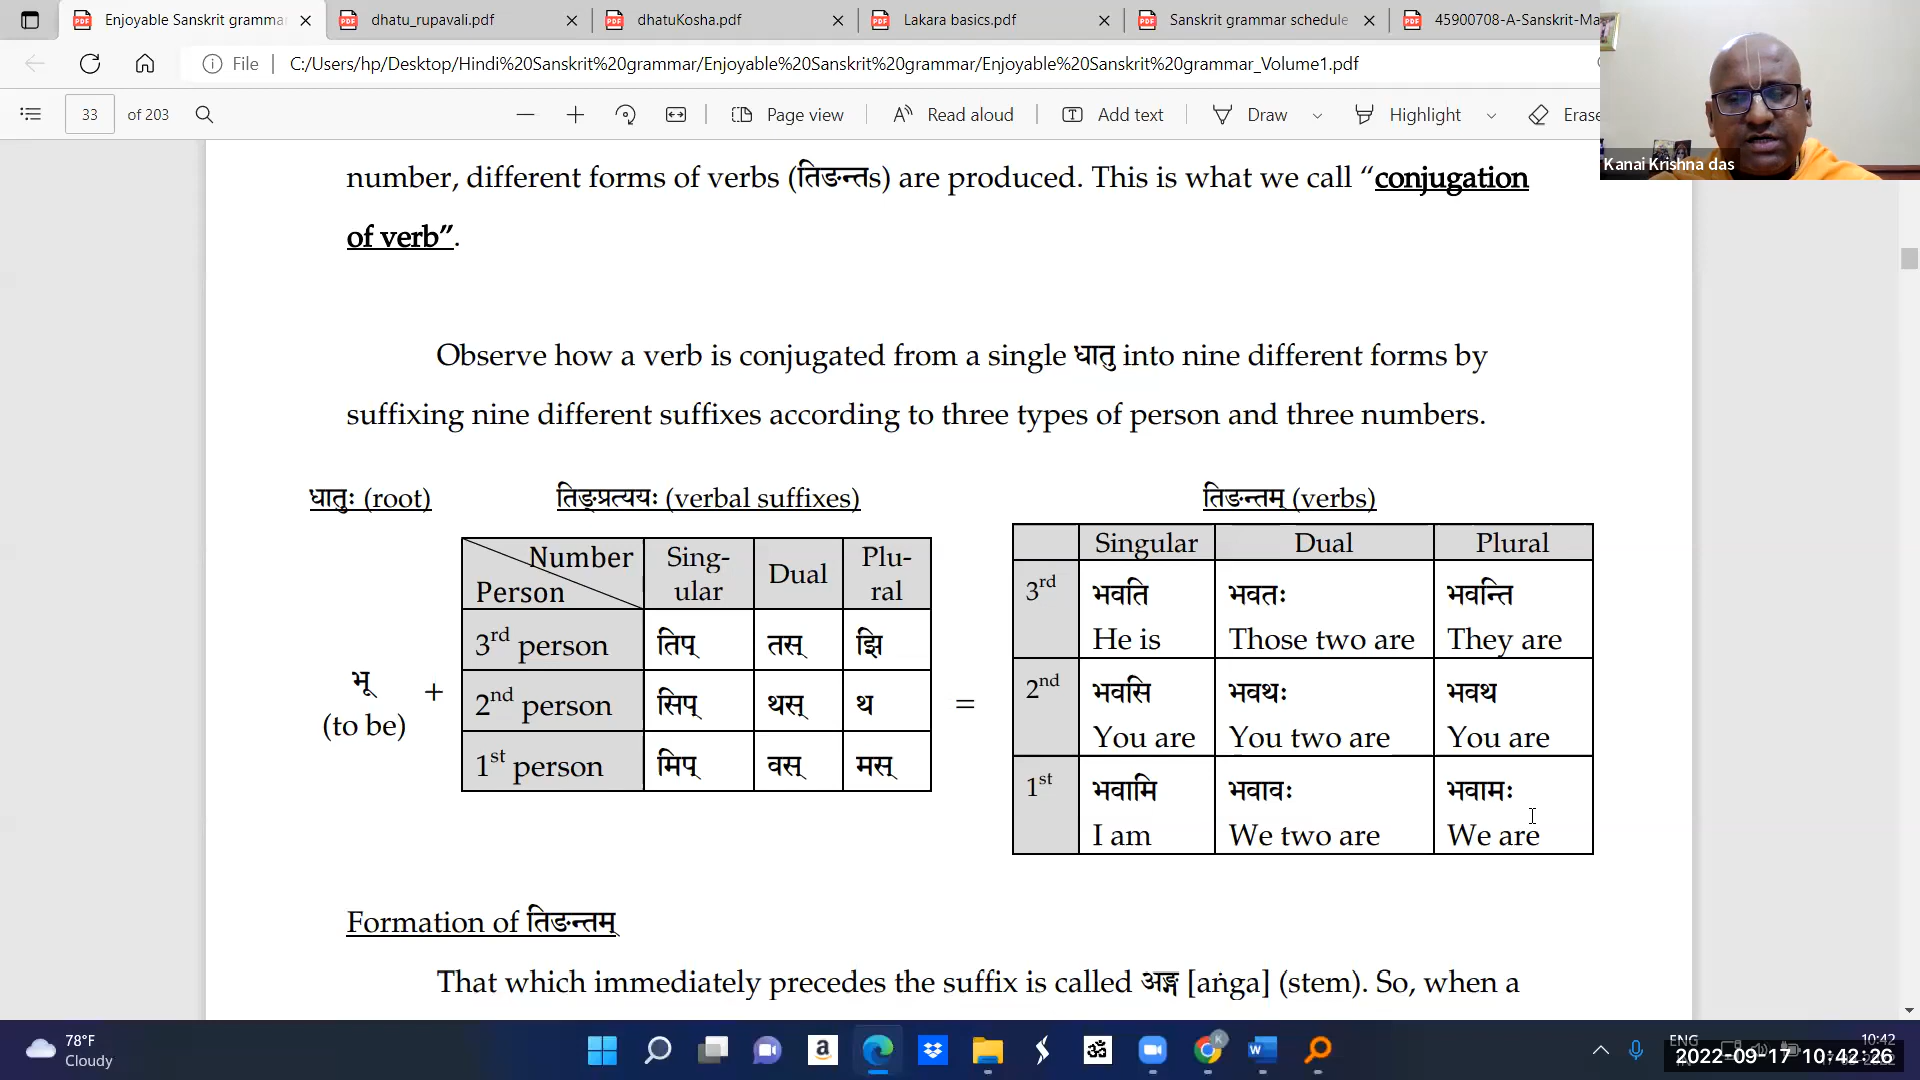 Enjoyable Sanskrit gramma
dhatu_rupavali.pdf
dhatuKosha.pdf
Lakara basics.pdf
Sanskrit grammar schedule
45900708-A-Sanskrit-Ma
File
C:/Users/hp/Desktop/Hindi%20Sanskrit%20grammar/Enjoyable%20Sanskrit%20grammar/Enjoyable%20Sanskrit%20grammar_Volume1.pdf
33 of 203
Page view
Read aloud
Add text
Draw
Highlight
Erase
Kanai Krishna das
number, different forms of verbs (तिङन्तs) are produced. This is what we call “conjugation
of verb”.
Observe how a verb is conjugated from a single धातु into nine different forms by
suffixing nine different suffixes according to three types of person and three numbers.
धातुः (root)
तिङ्प्रत्ययः (verbal suffixes)
तिङन्तम् (verbs)
भू
(to be)
+
Number
Person
Sing-
ular
Dual
Plu-
ral
3rd person तिप् तस् झि
2nd person सिप् थस् थ
1st person मिप् वस् मस्
=
Singular Dual Plural
3rd भवति भवतः भवन्ति
He is Those two are They are
2nd भवसि भवथः भवथ
You are You two are You are
1st भवामि भवावः भवामः
I am We two are We are
Formation of तिङन्तम्
That which immediately precedes the suffix is called अङ्ग [aṅga] (stem). So, when a
78°F
Cloudy
ENG
10:42
2022-09-17 10:42:26